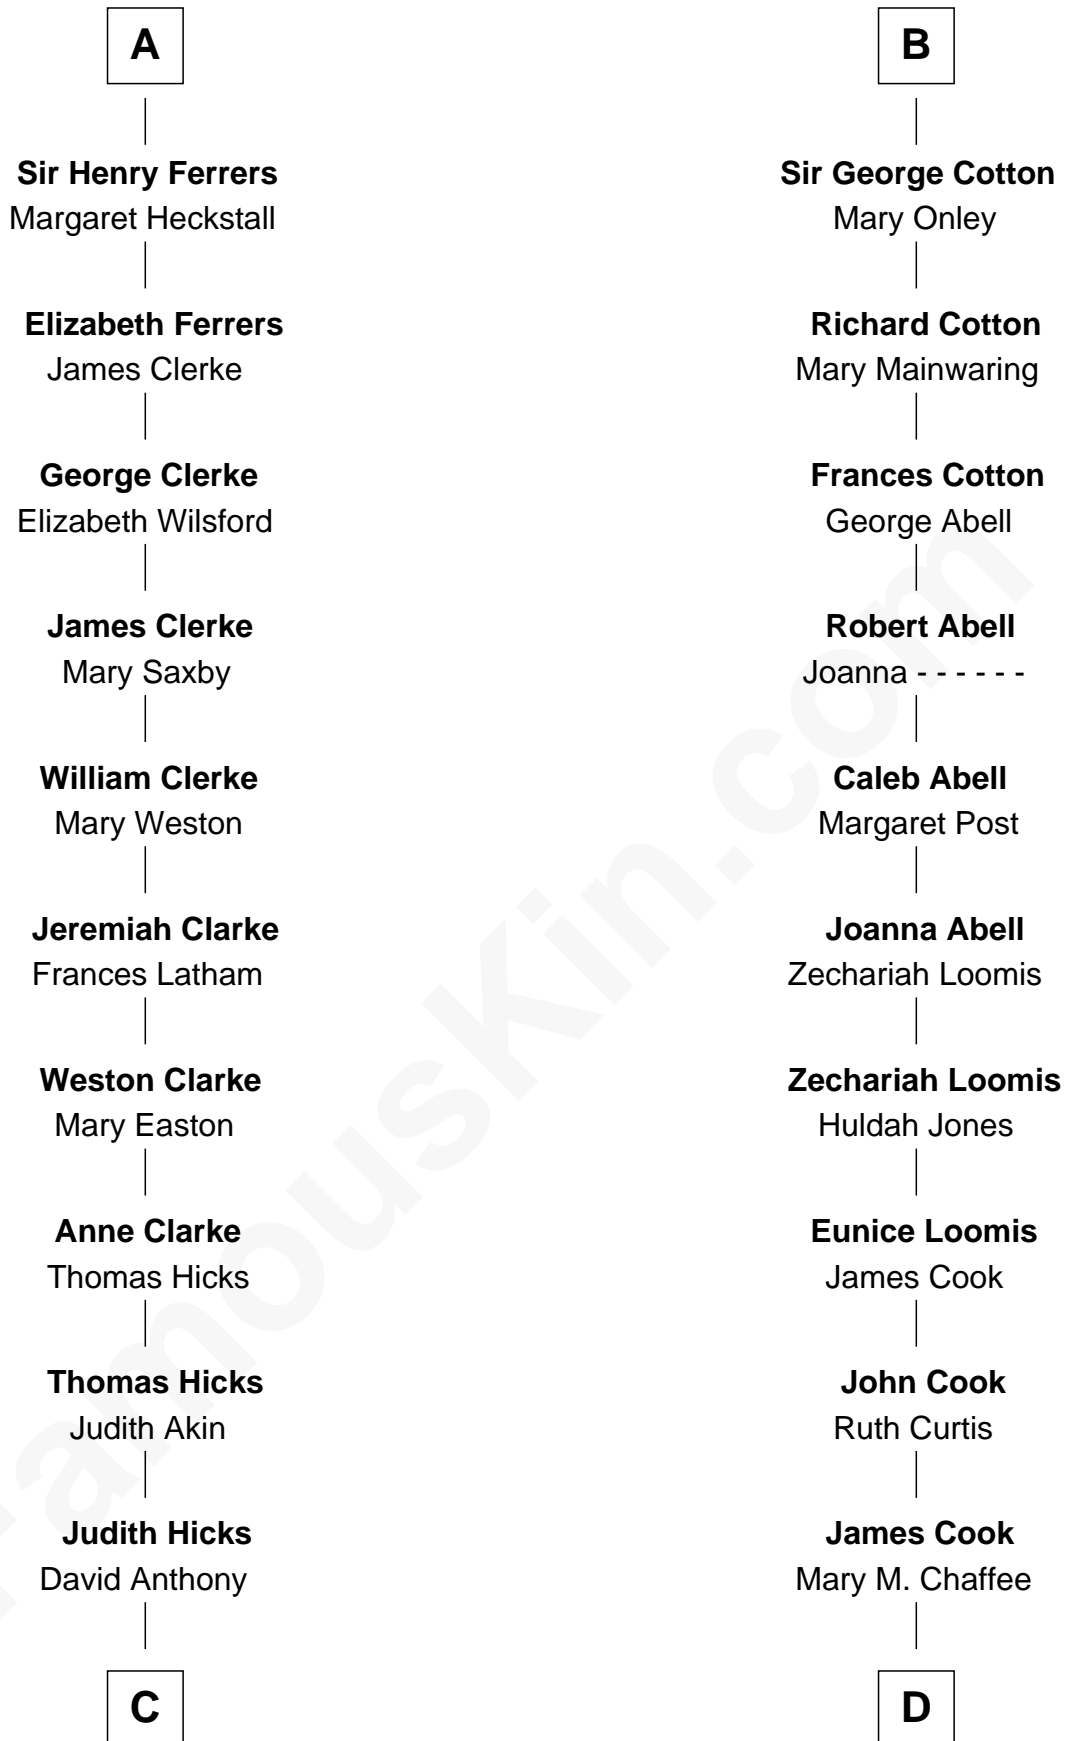 A
Sir Henry Ferrers
Margaret Heckstall
Elizabeth Ferrers
James Clerke
George Clerke
Elizabeth Wilsford
James Clerke
Mary Saxby
William Clerke
Mary Weston
Jeremiah Clarke
Frances Latham
Weston Clarke
Mary Easton
Anne Clarke
Thomas Hicks
Thomas Hicks
Judith Akin
Judith Hicks
David Anthony
C
B
Sir George Cotton
Mary Onley
Richard Cotton
Mary Mainwaring
Frances Cotton
George Abell
Robert Abell
Joanna - - - - - -
Caleb Abell
Margaret Post
Joanna Abell
Zechariah Loomis
Zechariah Loomis
Huldah Jones
Eunice Loomis
James Cook
John Cook
Ruth Curtis
James Cook
Mary M. Chaffee
D
FamousKin.com